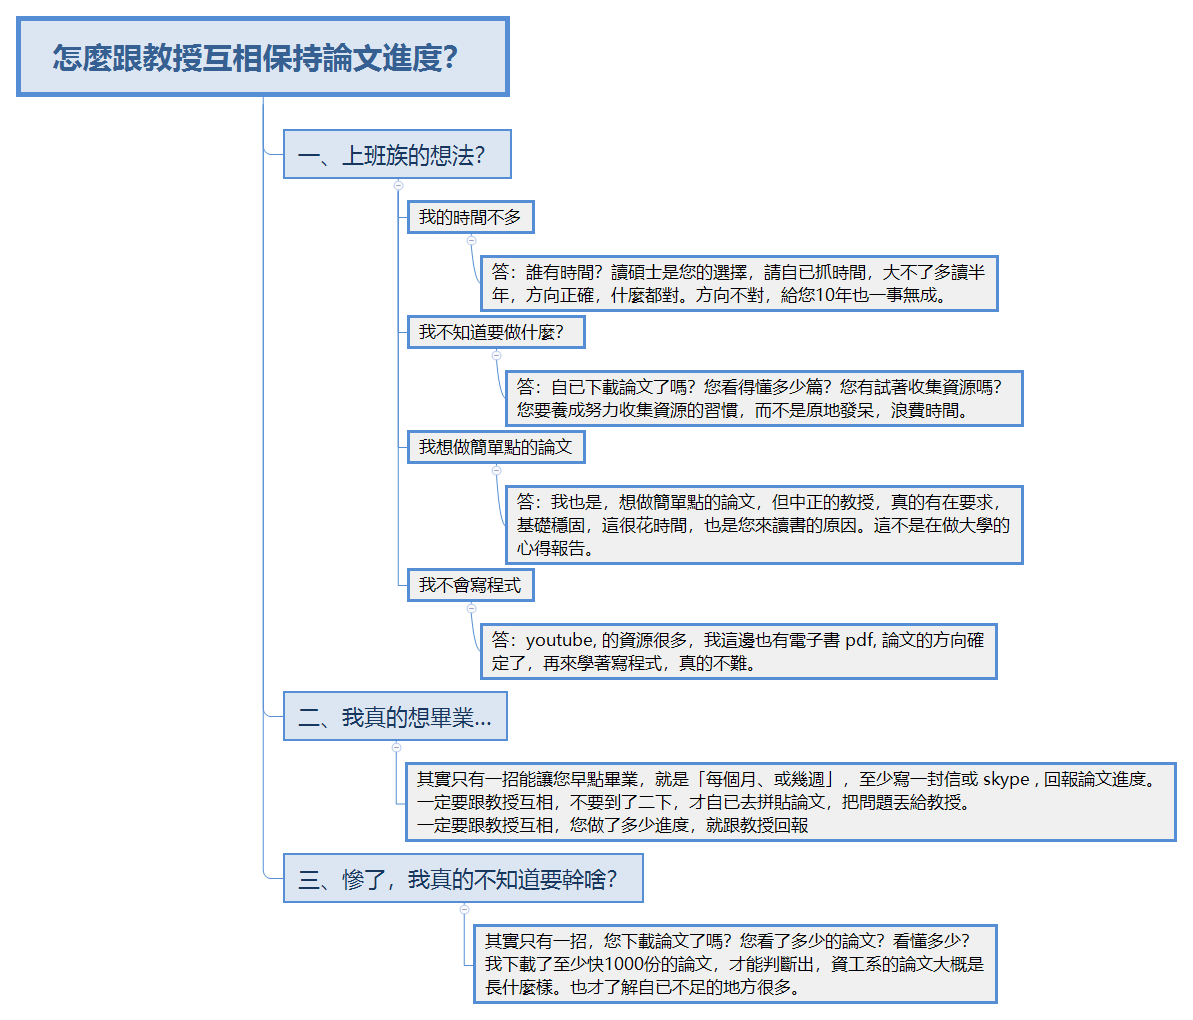 怎麼跟教授互相保持論文進度？
一、上班族的想法？
我的時間不多
答：誰有時間？讀碩士是您的選擇，請自已抓時間，大不了多讀半
年，方向正確，什麼都對。方向不對，給您10年也一事無成。
我不知道要做什麼？
答：自已下載論文了嗎？您看得懂多少篇？您有試著收集資源嗎？
您要養成努力收集資源的習慣，而不是原地發呆，浪費時間。
我想做簡單點的論文
答：我也是，想做簡單點的論文，但中正的教授，真的有在要求，
基礎穩固，這很花時間，也是您來讀書的原因。這不是在做大學的
心得報告。
我不會寫程式
答：youtube, 的資源很多，我這邊也有電子書 pdf, 論文的方向確
定了，再來學著寫程式，真的不難。
二、我真的想畢業...
其實只有一招能讓您早點畢業，就是「每個月、或幾週」，至少寫一封信或 skype , 回報論文進度。
一定要跟教授互相，不要到了二下，才自已去拼貼論文，把問題丟給教授。
一定要跟教授互相，您做了多少進度，就跟教授回報
三、慘了，我真的不知道要幹啥？
其實只有一招，您下載論文了嗎？您看了多少的論文？看懂多少？
我下載了至少快1000份的論文，才能判斷出，資工系的論文大概是
長什麼樣。也才了解自已不足的地方很多。